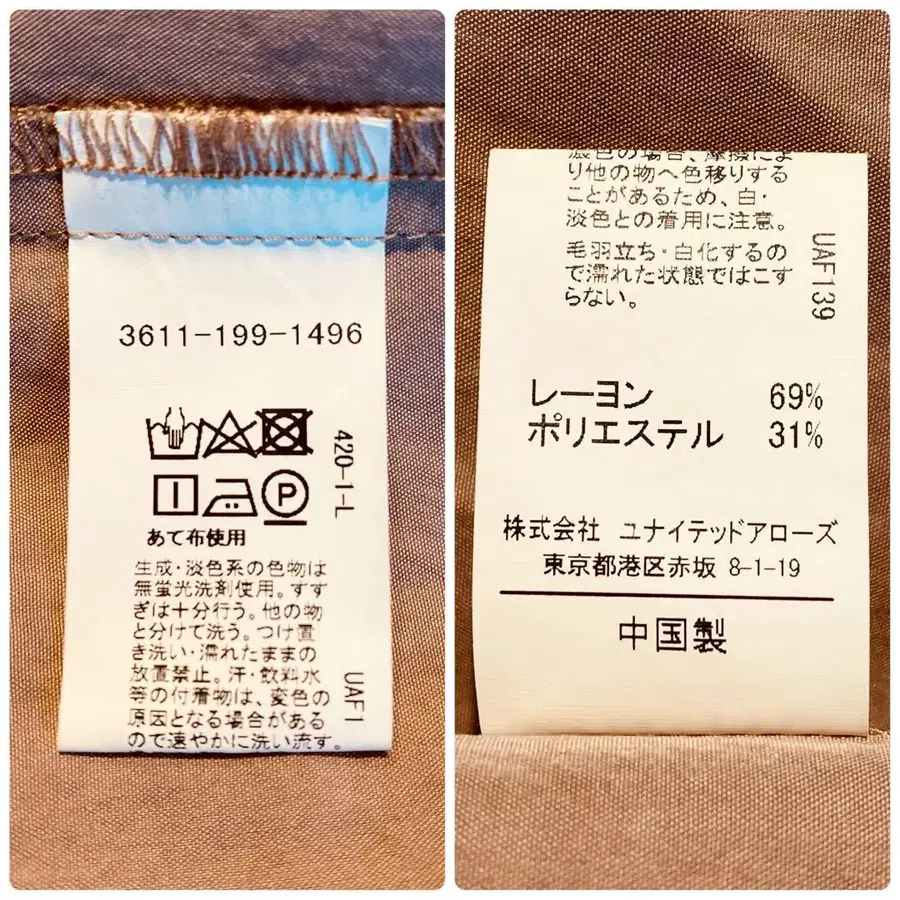 3611-199-1496
420-1-L
P
あて布使用
生成・淡色系の色物は
無蛍光洗剤使用。すす
ぎは十分行う。他の物
と分けて洗う。つけ置
き洗い・濡れたままの
放置禁止。汗・飲料水
等の付着物は、変色の
原因となる場合がある
ので速やかに洗い流す。
UAF1
濃色の場合、摩擦によ
り他の物へ色移りする
ことがあるため、白・
淡色との着用に注意。
毛羽立ち・白化するの
で濡れた状態ではこす
らない。
UAF139
レーヨン 69%
ポリエステル 31%
株式会社 ユナイテッドアローズ
東京都港区赤坂 8-1-19
中国製